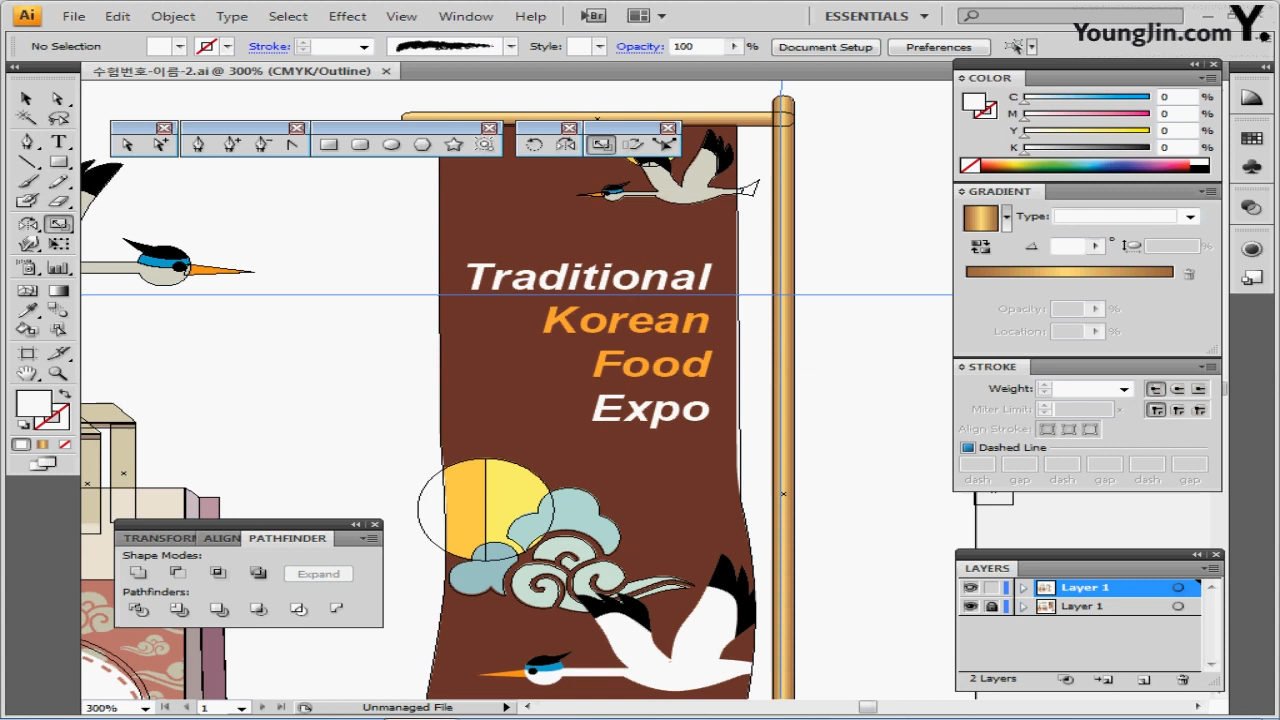 Ai File Edit Object Type Select Effect View Window Help Br ESSENTIALS
YoungJin.com Y.
No Selection Stroke: Style: Opacity: 100 % Document Setup Preferences
수험번호-이름-2.ai @ 300% (CMYK/Outline)
COLOR
C 0 %
M 0 %
Y 0 %
K 0 %
GRADIENT
Type:
Opacity: %
Location: %
STROKE
Weight:
Miter Limit: x
Align Stroke:
Dashed Line
dash gap dash gap dash gap
Traditional
Korean
Food
Expo
TRANSFORM ALIGN PATHFINDER
Shape Modes:
Expand
Pathfinders:
LAYERS
Layer 1
Layer 1
2 Layers
300% 1 Unmanaged File